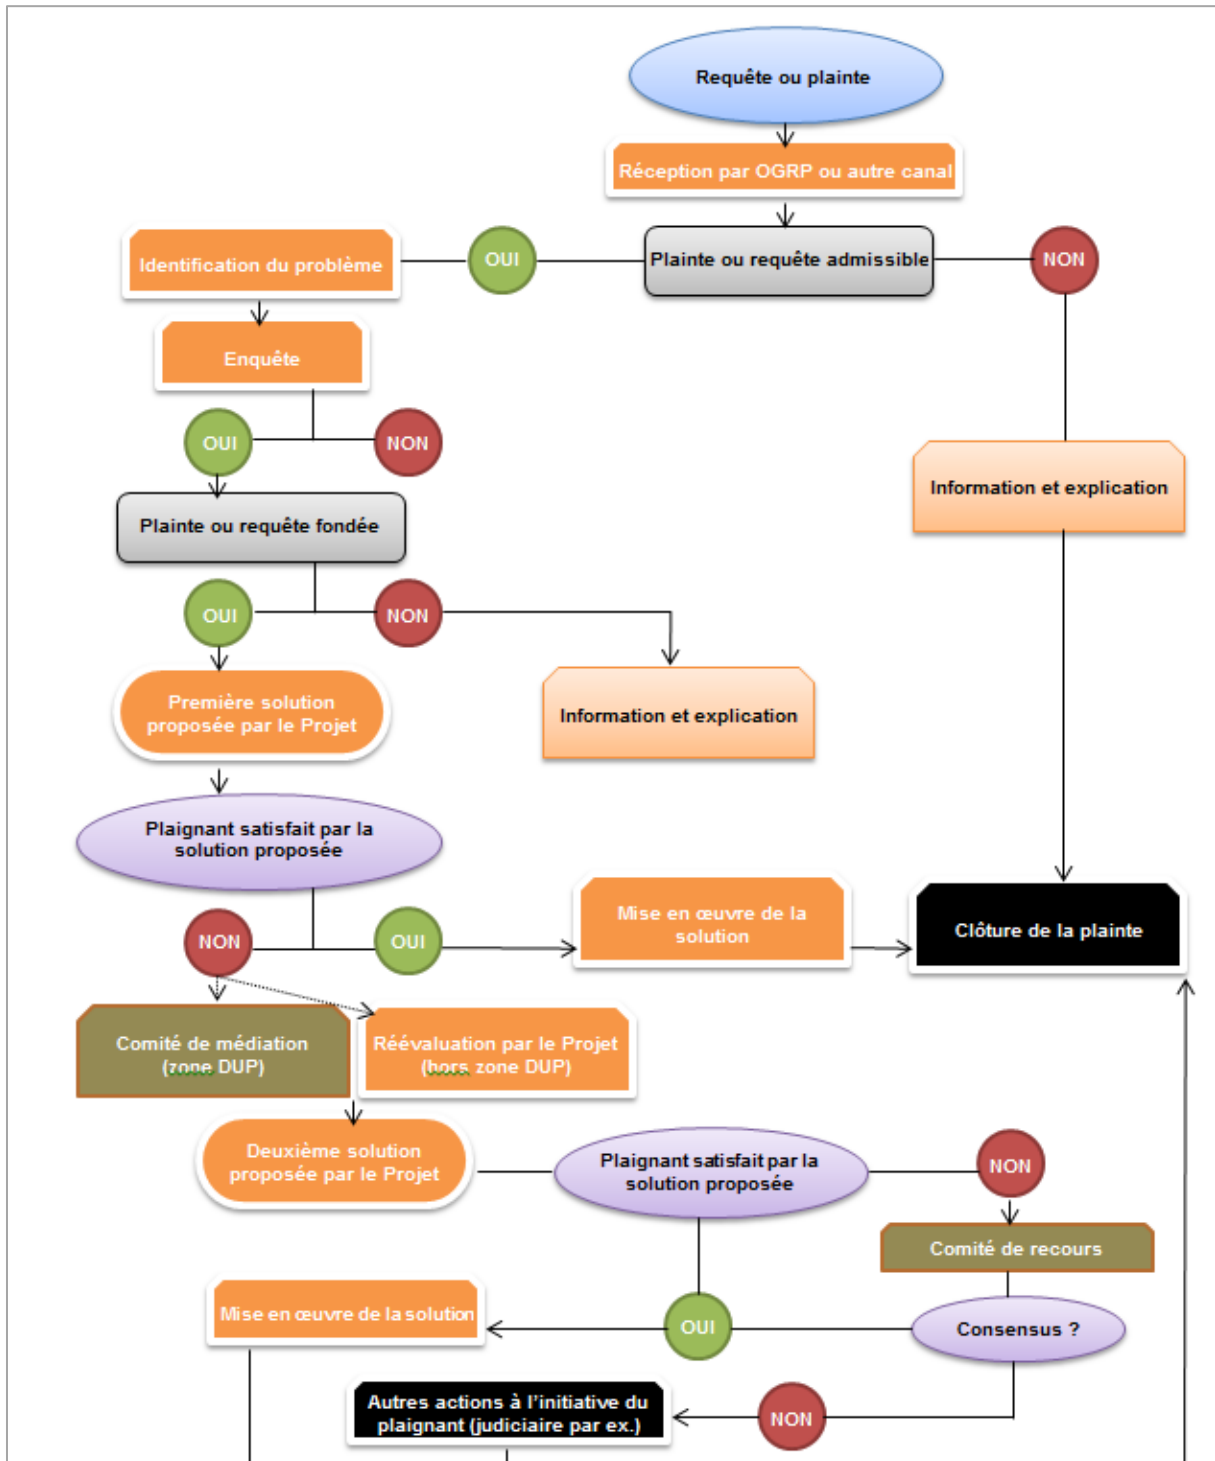 Requête ou plainte
Réception par OGRP ou autre canal
Identification du problème
OUI
Plainte ou requête admissible
NON
Enquête
OUI
NON
Information et explication
Plainte ou requête fondée
OUI
NON
Première solution
proposée par le Projet
Information et explication
Plaignant satisfait par la
solution proposée
NON
OUI
Mise en œuvre de la
solution
Clôture de la plainte
Comité de médiation
(zone DUP)
Réévaluation par le Projet
(hors zone DUP)
Deuxième solution
proposée par le Projet
Plaignant satisfait par la
solution proposée
NON
Comité de recours
Mise en œuvre de la solution
OUI
Consensus ?
Autres actions à l'initiative du
plaignant (judiciaire par ex.)
NON